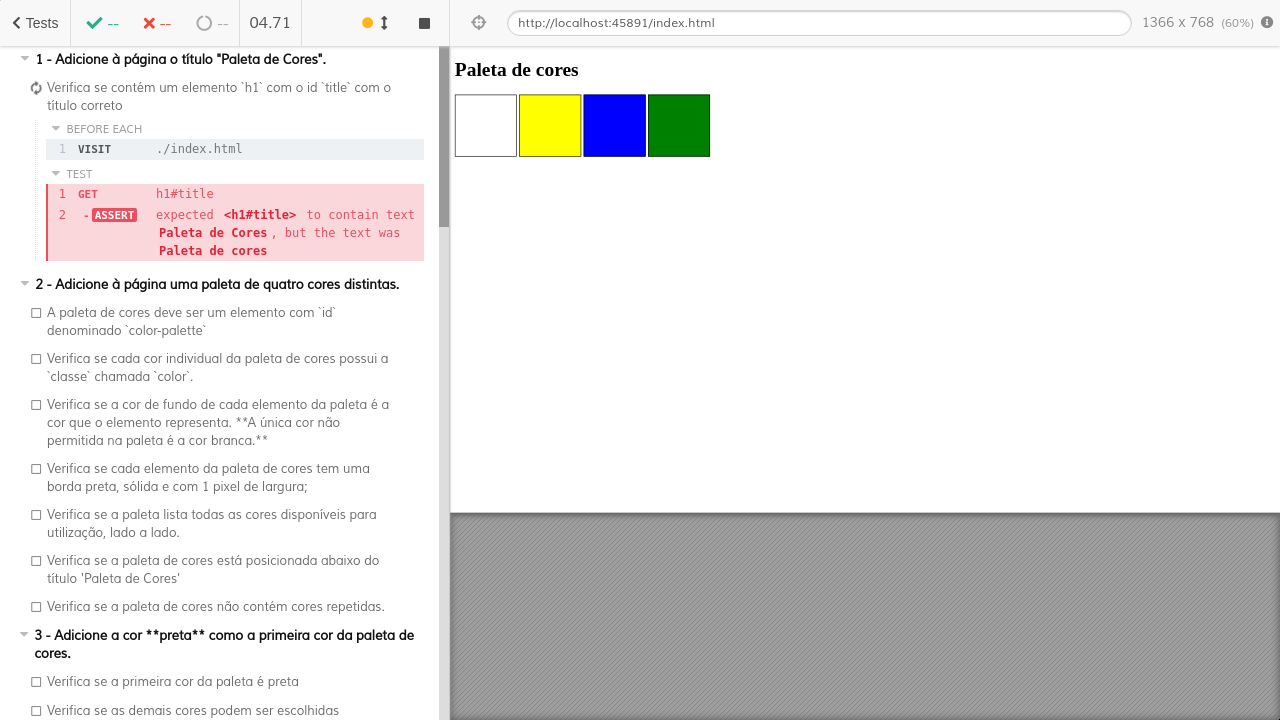 Tests
--
--
--
04.71
http://localhost:45891/index.html
1366 x 768 (60%)
1 - Adicione à página o título "Paleta de Cores".
Verifica se contém um elemento `h1` com o id `title` com o
título correto
BEFORE EACH
1 VISIT ./index.html
TEST
1 GET h1#title
2 -ASSERT expected <h1#title> to contain text
Paleta de Cores, but the text was
Paleta de cores
2 - Adicione à página uma paleta de quatro cores distintas.
A paleta de cores deve ser um elemento com `id`
denominado `color-palette`
Verifica se cada cor individual da paleta de cores possui a
`classe` chamada `color`.
Verifica se a cor de fundo de cada elemento da paleta é a
cor que o elemento representa. **A única cor não
permitida na paleta é a cor branca.**
Verifica se cada elemento da paleta de cores tem uma
borda preta, sólida e com 1 pixel de largura;
Verifica se a paleta lista todas as cores disponíveis para
utilização, lado a lado.
Verifica se a paleta de cores está posicionada abaixo do
título 'Paleta de Cores'
Verifica se a paleta de cores não contém cores repetidas.
3 - Adicione a cor **preta** como a primeira cor da paleta de
cores.
Verifica se a primeira cor da paleta é preta
Verifica se as demais cores podem ser escolhidas
Paleta de cores